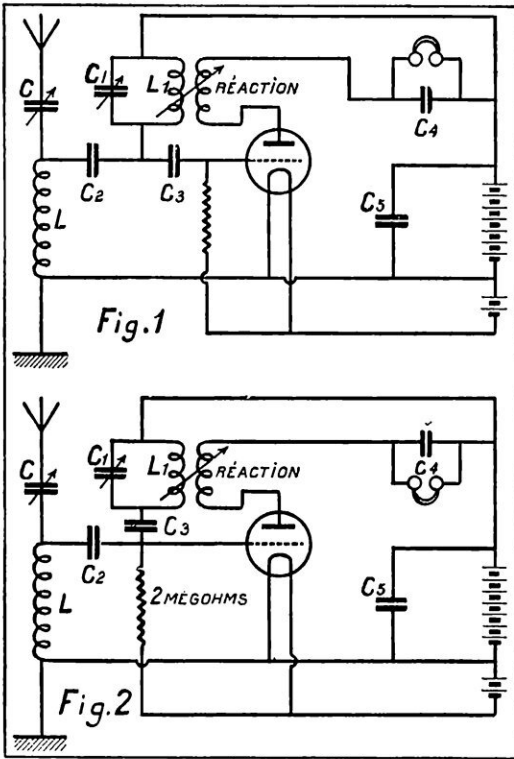 C
C1
L1
RÉACTION
C4
C2
C3
L
C5
Fig.1
C
C1
L1
RÉACTION
C4
C3
C2
L
2 MÉGOHMS
C5
Fig.2